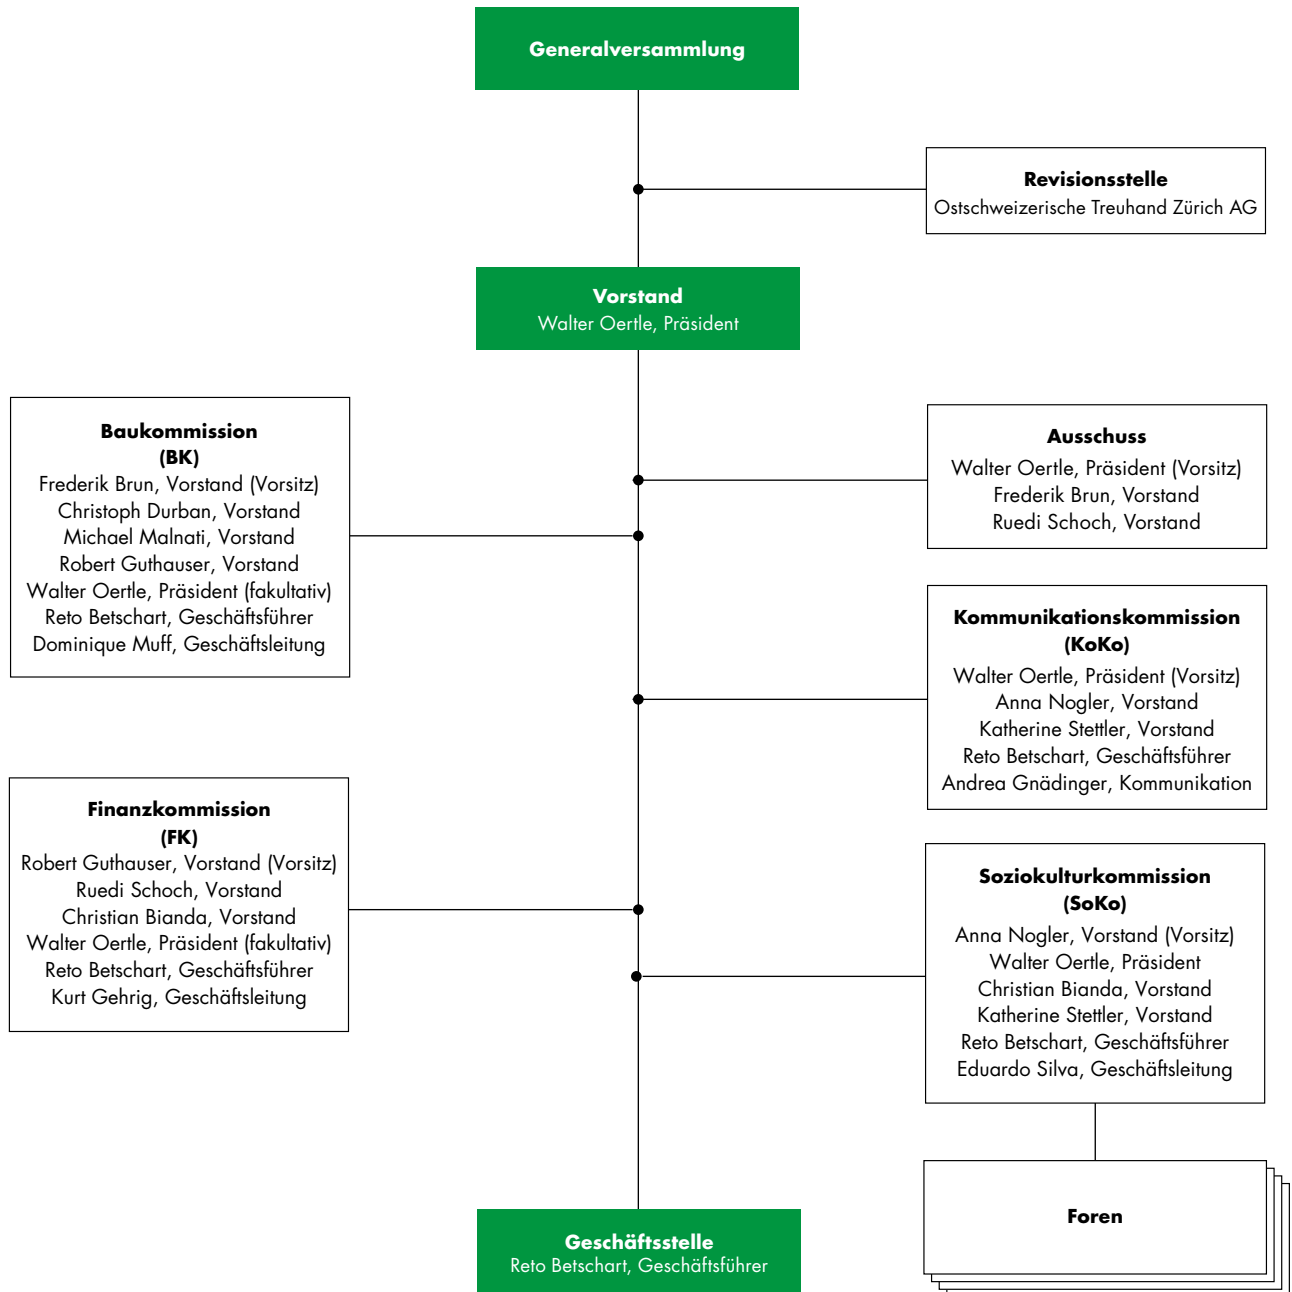 Generalversammlung
Revisionsstelle
Ostschweizerische Treuhand Zürich AG
Vorstand
Walter Oertle, Präsident
Baukommission
(BK)
Frederik Brun, Vorstand (Vorsitz)
Christoph Durban, Vorstand
Michael Malnati, Vorstand
Robert Guthauser, Vorstand
Walter Oertle, Präsident (fakultativ)
Reto Betschart, Geschäftsführer
Dominique Muff, Geschäftsleitung
Ausschuss
Walter Oertle, Präsident (Vorsitz)
Frederik Brun, Vorstand
Ruedi Schoch, Vorstand
Kommunikationskommission
(KoKo)
Walter Oertle, Präsident (Vorsitz)
Anna Nogler, Vorstand
Katherine Stettler, Vorstand
Reto Betschart, Geschäftsführer
Andrea Gnädinger, Kommunikation
Finanzkommission
(FK)
Robert Guthauser, Vorstand (Vorsitz)
Ruedi Schoch, Vorstand
Christian Bianda, Vorstand
Walter Oertle, Präsident (fakultativ)
Reto Betschart, Geschäftsführer
Kurt Gehrig, Geschäftsleitung
Soziokulturkommission
(SoKo)
Anna Nogler, Vorstand (Vorsitz)
Walter Oertle, Präsident
Christian Bianda, Vorstand
Katherine Stettler, Vorstand
Reto Betschart, Geschäftsführer
Eduardo Silva, Geschäftsleitung
Foren
Geschäftsstelle
Reto Betschart, Geschäftsführer